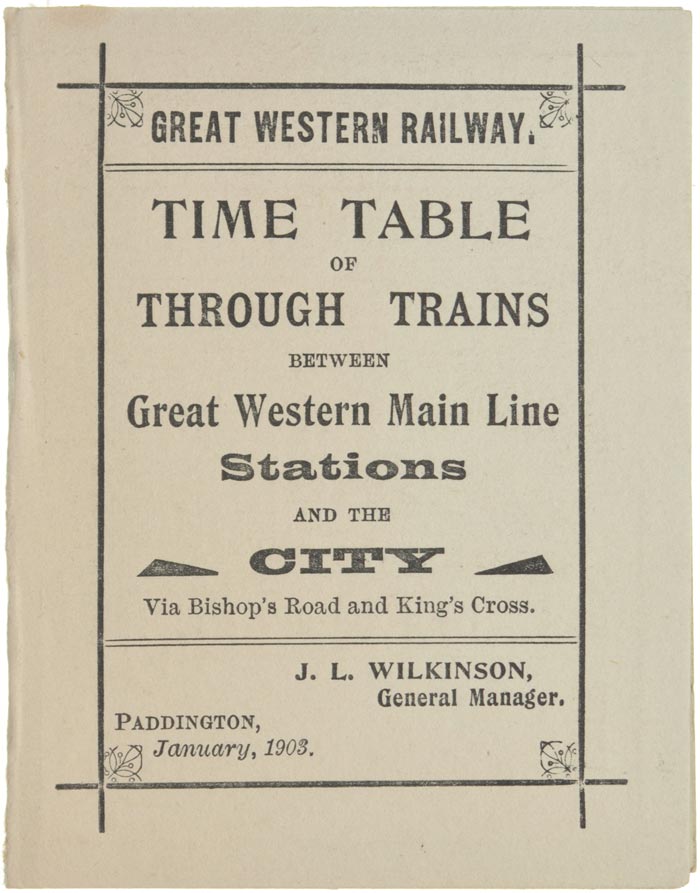 GREAT WESTERN RAILWAY.
TIME TABLE
OF
THROUGH TRAINS
BETWEEN
Great Western Main Line
Stations
AND THE
CITY
Via Bishop's Road and King's Cross.
J. L. WILKINSON,
General Manager.
PADDINGTON,
January, 1903.